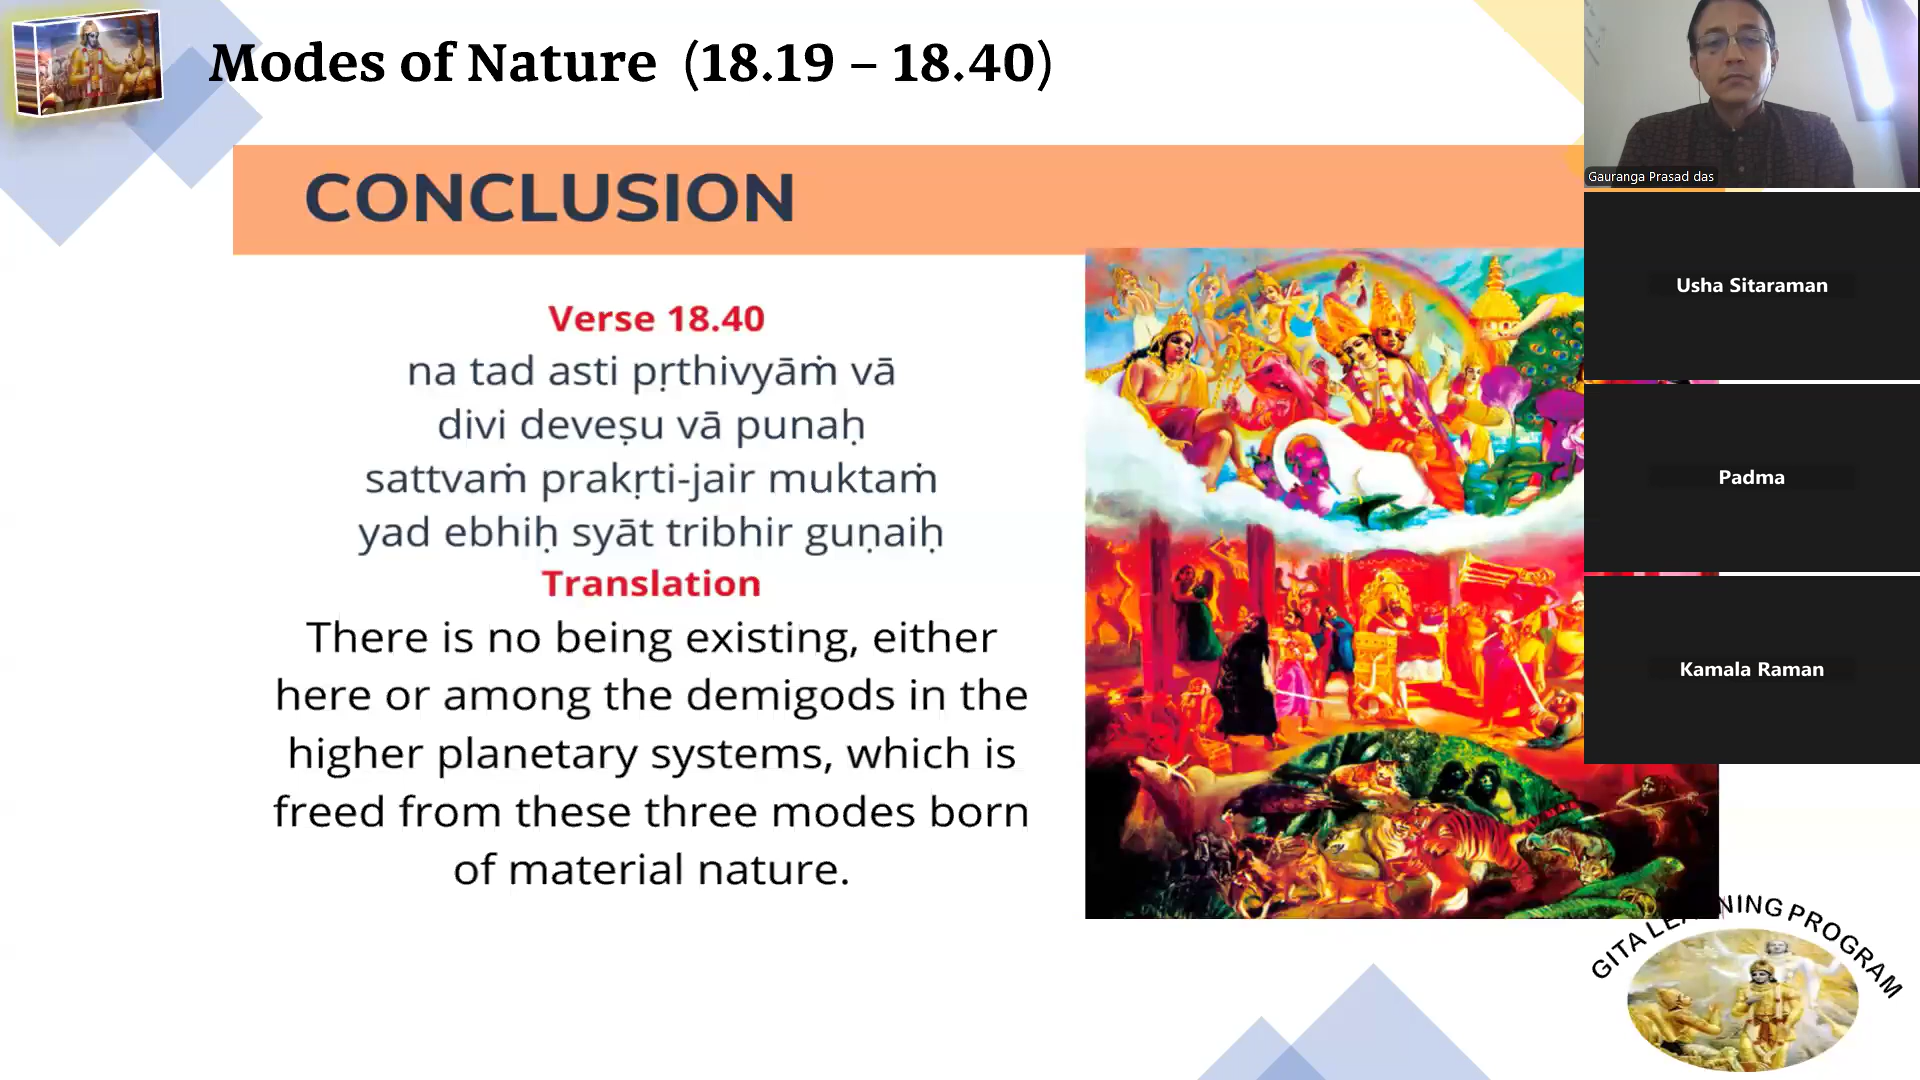 Modes of Nature (18.19 – 18.40)
CONCLUSION
Verse 18.40
na tad asti pṛthivyāṁ vā
divi deveṣu vā punaḥ
sattvaṁ prakṛti-jair muktaṁ
yad ebhiḥ syāt tribhir guṇaiḥ
Translation
There is no being existing, either
here or among the demigods in the
higher planetary systems, which is
freed from these three modes born
of material nature.
Gauranga Prasad das
Usha Sitaraman
Padma
Kamala Raman
GITA LEARNING PROGRAM